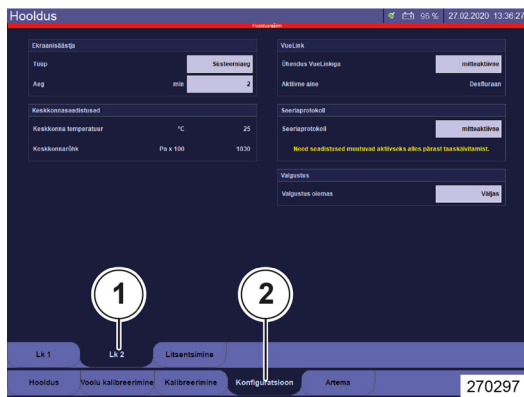 Hooldus 96 % 27.02.2020 13:36:27
Ekraanisäästja
Tüüp Süsteemiaeg
Aeg min 2
Keskkonnaseadistused
Keskkonna temperatuur °C 25
Keskkonnarõhk Pa x 100 1030
VueLink
Ühendus VueLinkiga mitteaktiivne
Aktiivne aine Desfluraan
Seeriaprotokoll
Seeriaprotokoll mitteaktiivne
Need seadistused muutuvad aktiivseks alles pärast taaskäivitamist.
Valgustus
Valgustus olemas Väljas
1
2
Lk 1 Lk 2 Litsentsimine
Hooldus Voolu kalibreerimine Kalibreerimine Konfiguratsioon Artema
270297